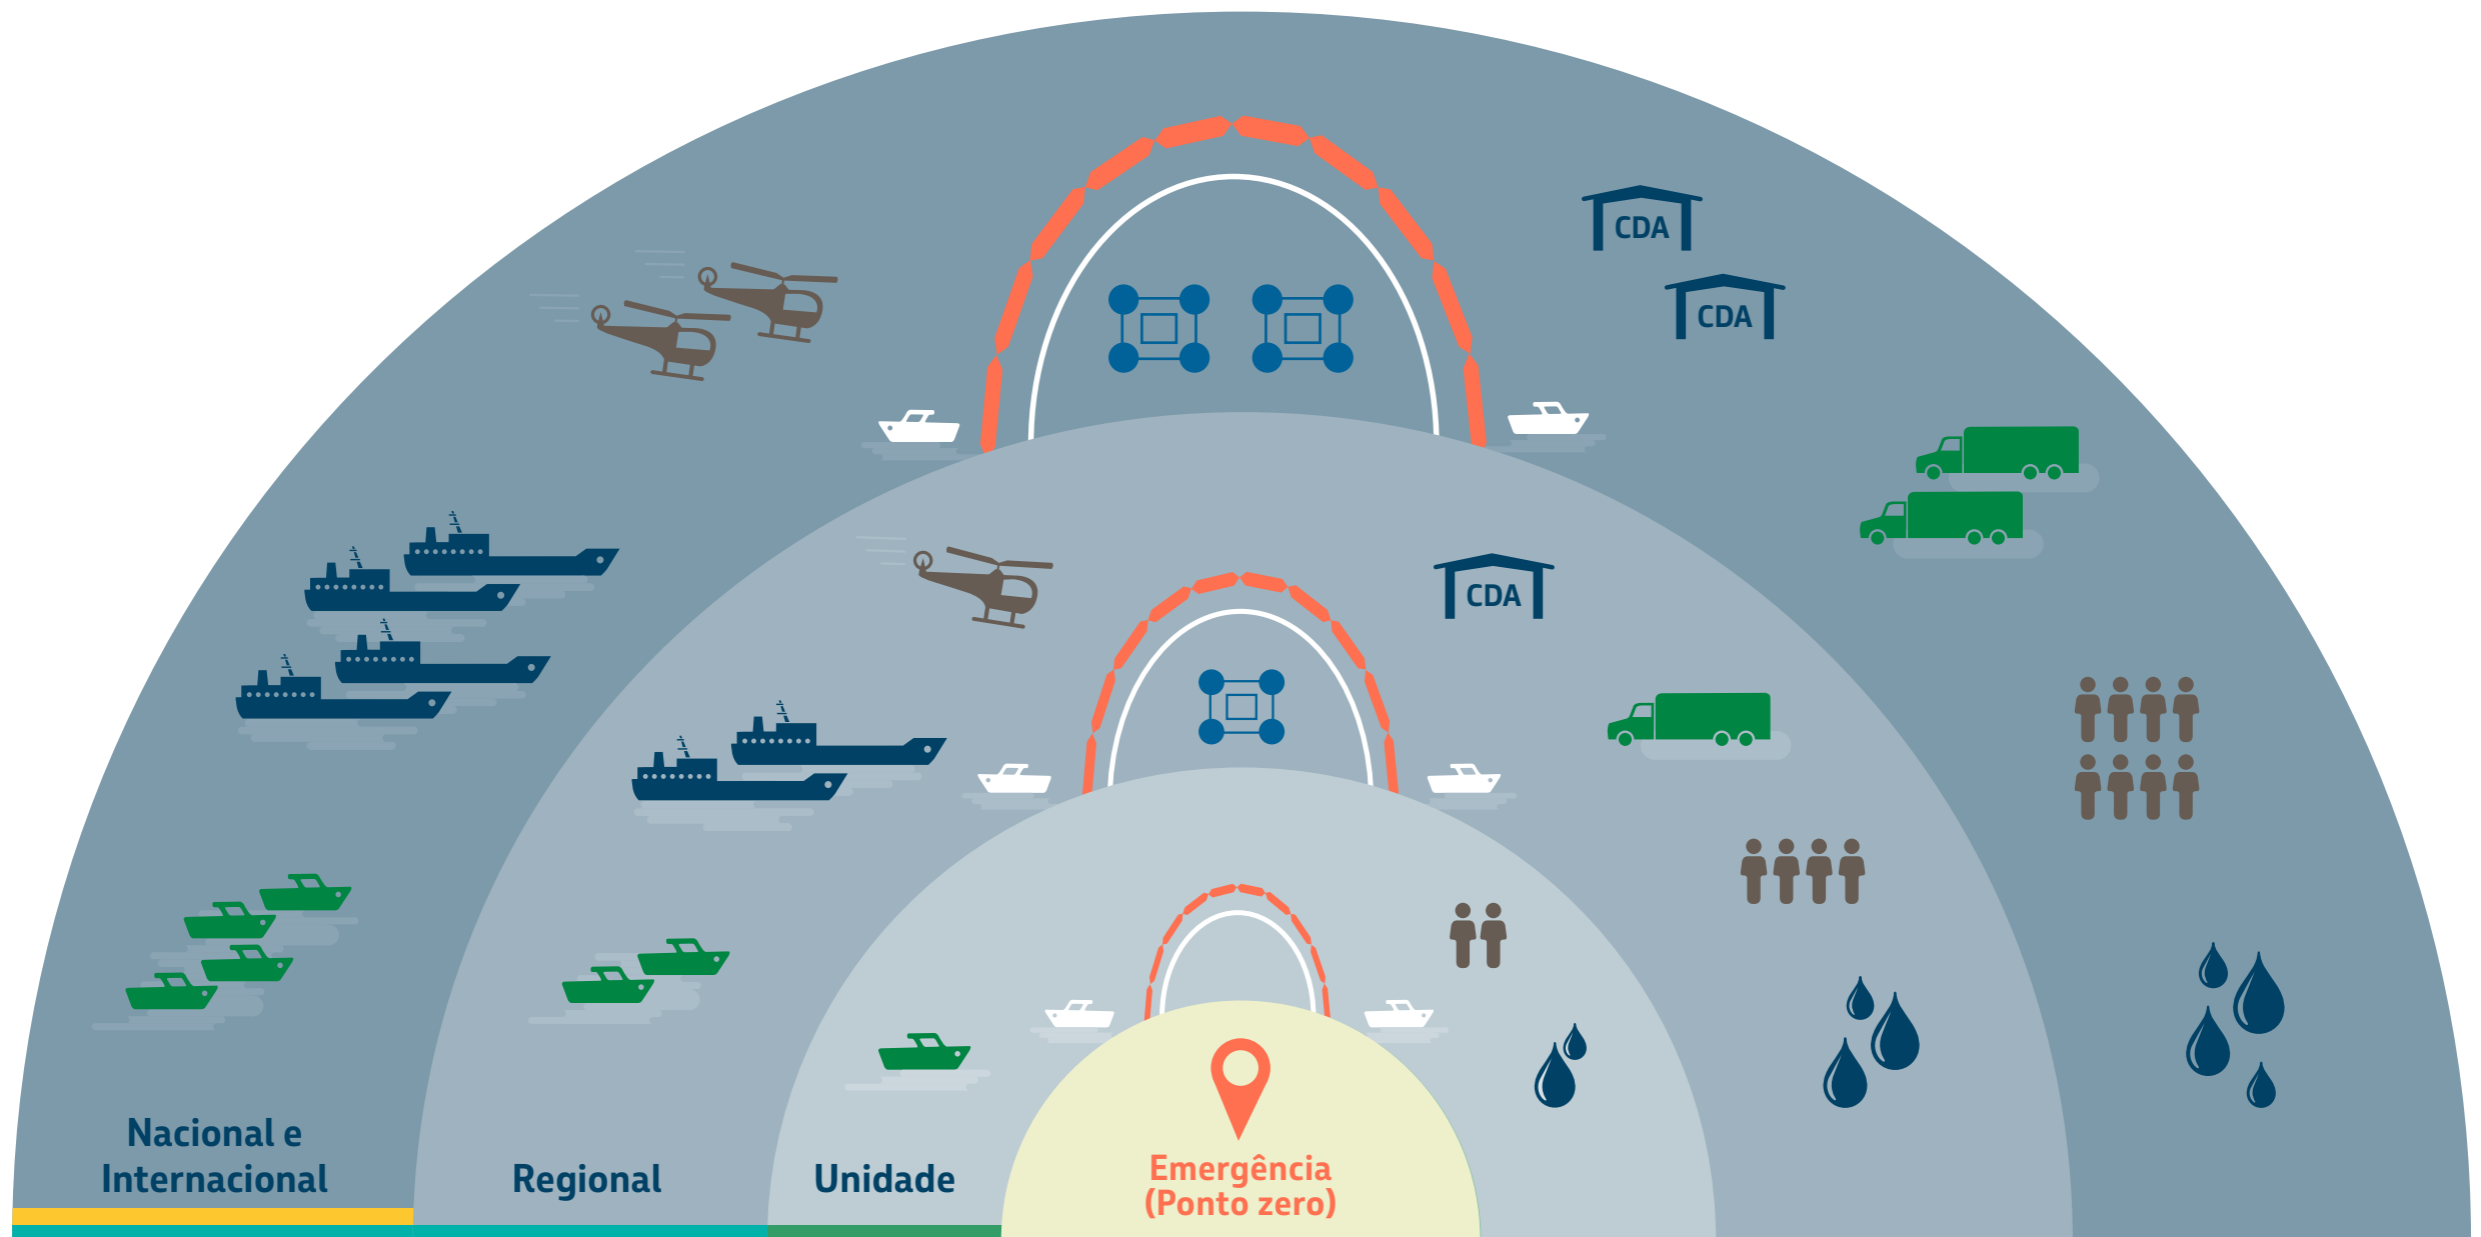 CDA
CDA
CDA
Nacional e
Internacional
Regional
Unidade
Emergência
(Ponto zero)